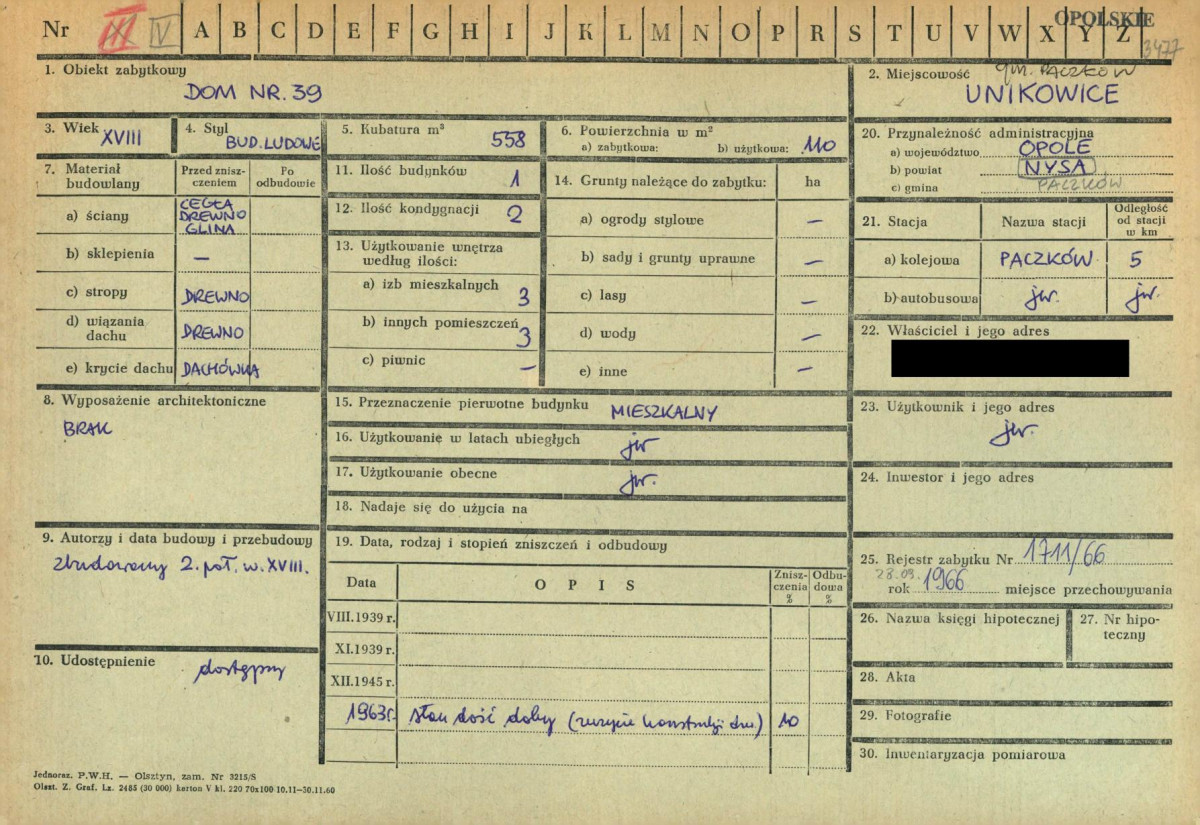 Nr III IV A B C D E F G H I J K L M N O P R S T U V W X Y Z
OPOLSKIE
3477
1. Obiekt zabytkowy
DOM NR. 39
2. Miejscowość gm. PACZKÓW
UNIKOWICE
3. Wiek XVIII
4. Styl BUD. LUDOWE
5. Kubatura m³ 558
6. Powierzchnia w m²
a) zabytkowa: b) użytkowa: 110
7. Materiał budowlany
Przed zniszczeniem
Po odbudowie
a) ściany CEGŁA
DREWNO
GLINA
b) sklepienia —
c) stropy DREWNO
d) wiązania dachu DREWNO
e) krycie dachu DACHÓWKA
8. Wyposażenie architektoniczne
BRAK
9. Autorzy i data budowy i przebudowy
zbudowany 2. poł. w. XVIII.
10. Udostępnienie dostępny
11. Ilość budynków 1
12. Ilość kondygnacji 2
13. Użytkowanie wnętrza
według ilości:
a) izb mieszkalnych 3
b) innych pomieszczeń 3
c) piwnic —
14. Grunty należące do zabytku: ha
a) ogrody stylowe —
b) sady i grunty uprawne —
c) lasy —
d) wody —
e) inne —
15. Przeznaczenie pierwotne budynku MIESZKALNY
16. Użytkowanie w latach ubiegłych jw
17. Użytkowanie obecne jw.
18. Nadaje się do użycia na
19. Data, rodzaj i stopień zniszczeń i odbudowy
Data OPIS Zniszczenia % Odbudowa %
VIII.1939 r.
XI.1939 r.
XII.1945 r.
1963r. stan dość dobry (zużycie konstrukcji drew) 10
20. Przynależność administracyjna
a) województwo OPOLE
b) powiat NYSA
c) gmina PACZKÓW
21. Stacja Nazwa stacji Odległość od stacji w km
a) kolejowa PACZKÓW 5
b) autobusowa jw. jw.
22. Właściciel i jego adres
23. Użytkownik i jego adres
jw.
24. Inwestor i jego adres
25. Rejestr zabytku Nr 1711/66
28.09. rok 1966 miejsce przechowywania
26. Nazwa księgi hipotecznej
27. Nr hipoteczny
28. Akta
29. Fotografie
30. Inwentaryzacja pomiarowa
Jednoraz. P.W.H. — Olsztyn, zam. Nr 3215/S
Olszt. Z. Graf. Lz. 2485 (30 000) karton V kl. 220 70x100 10.11—30.11.60